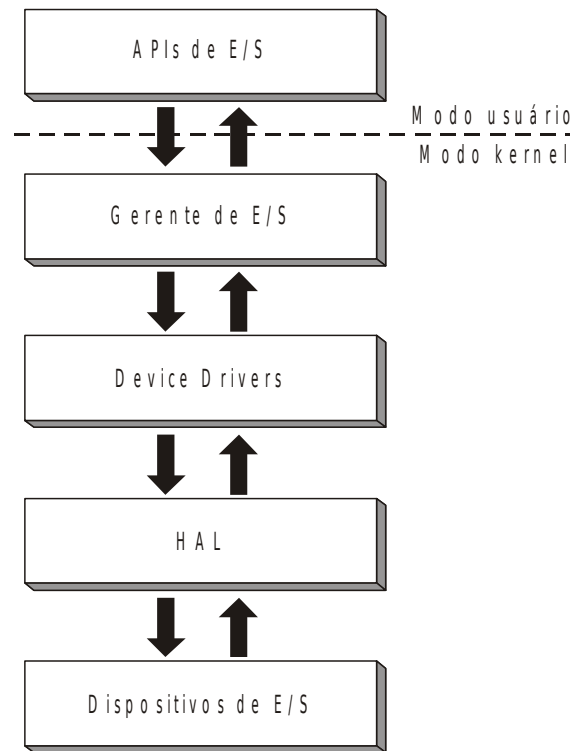 APIs de E/S
Modo usuário
Modo kernel
Gerente de E/S
Device Drivers
HAL
Dispositivos de E/S